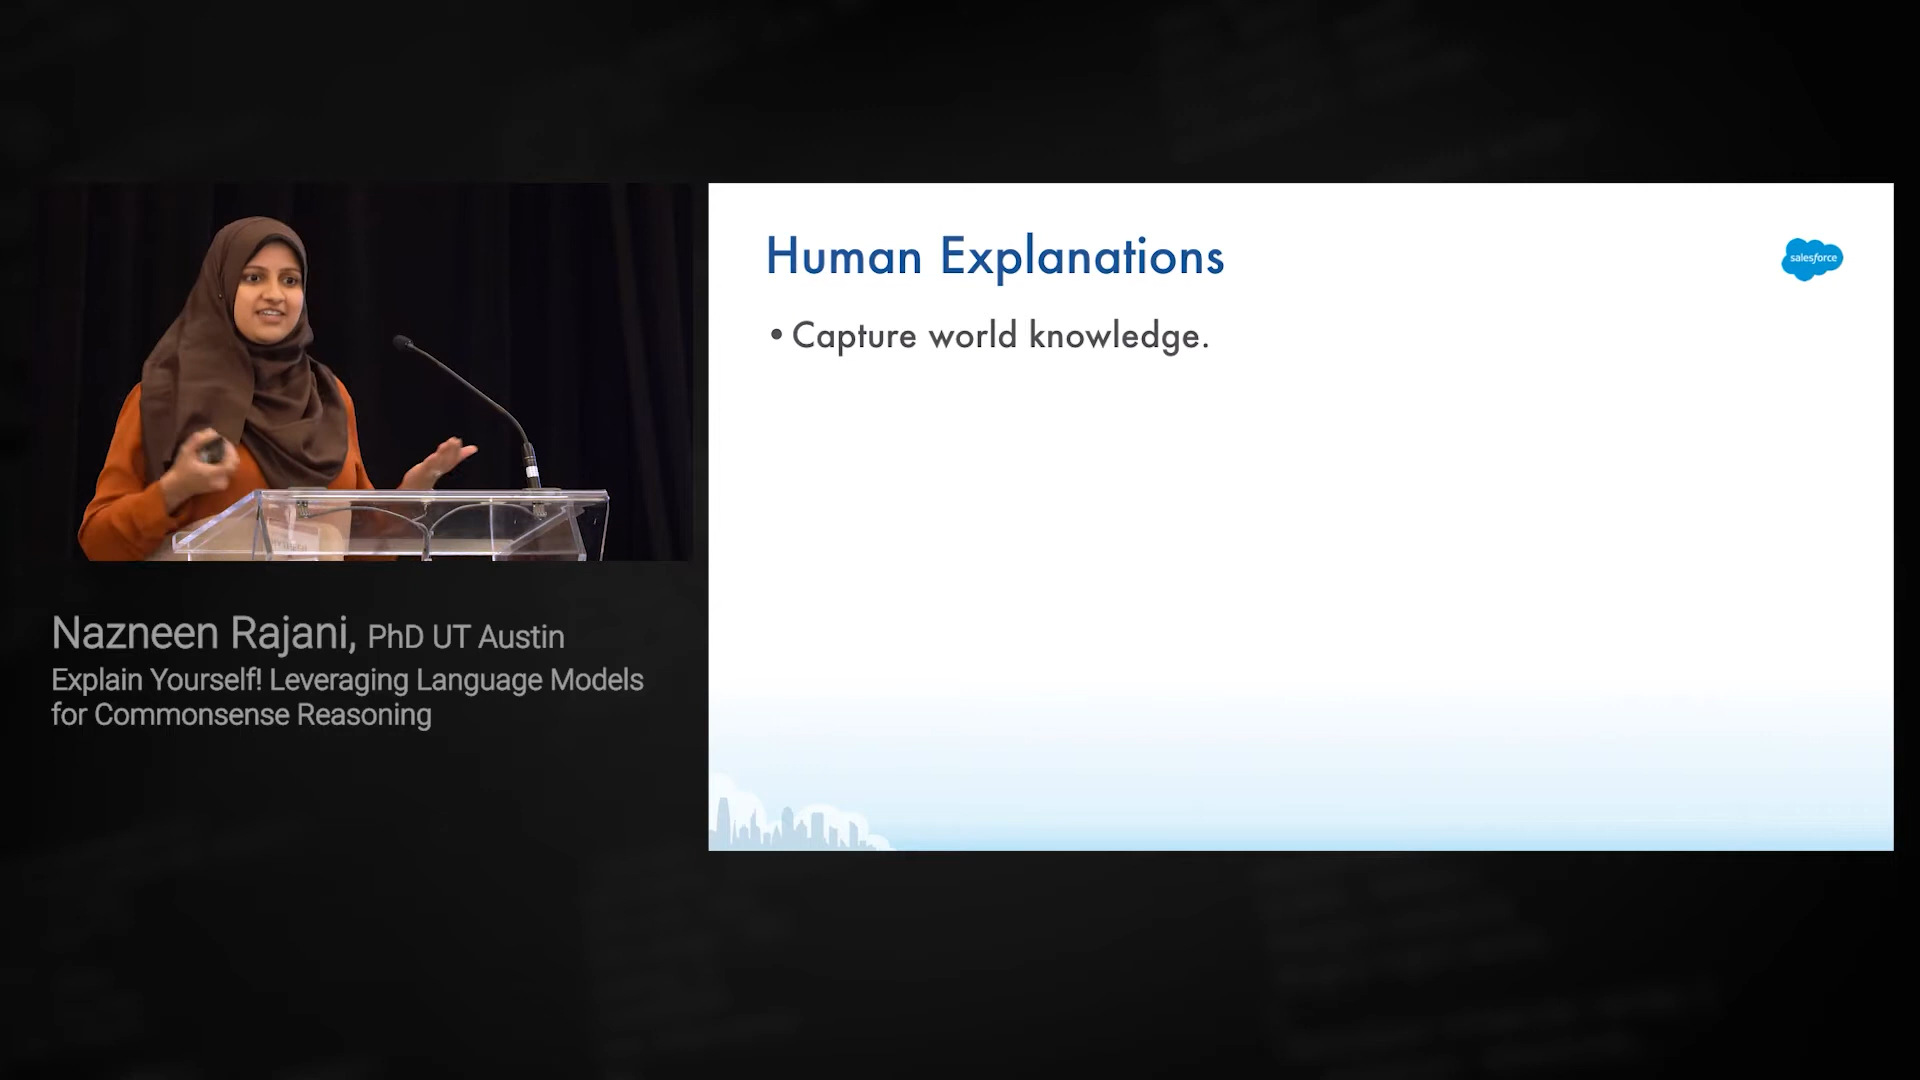 Human Explanations
salesforce
• Capture world knowledge.
Nazneen Rajani, PhD UT Austin
Explain Yourself! Leveraging Language Models
for Commonsense Reasoning